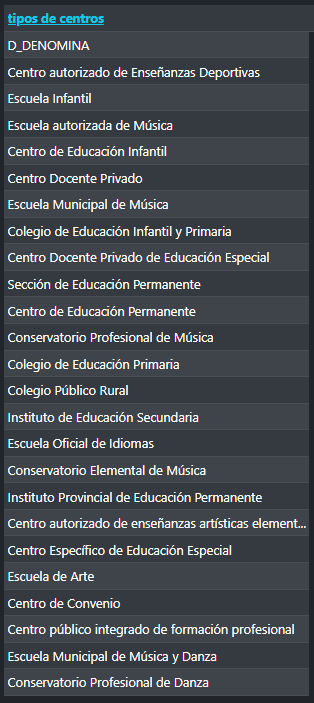 tipos de centros
D_DENOMINA
Centro autorizado de Enseñanzas Deportivas
Escuela Infantil
Escuela autorizada de Música
Centro de Educación Infantil
Centro Docente Privado
Escuela Municipal de Música
Colegio de Educación Infantil y Primaria
Centro Docente Privado de Educación Especial
Sección de Educación Permanente
Centro de Educación Permanente
Conservatorio Profesional de Música
Colegio de Educación Primaria
Colegio Público Rural
Instituto de Educación Secundaria
Escuela Oficial de Idiomas
Conservatorio Elemental de Música
Instituto Provincial de Educación Permanente
Centro autorizado de enseñanzas artísticas element...
Centro Específico de Educación Especial
Escuela de Arte
Centro de Convenio
Centro público integrado de formación profesional
Escuela Municipal de Música y Danza
Conservatorio Profesional de Danza